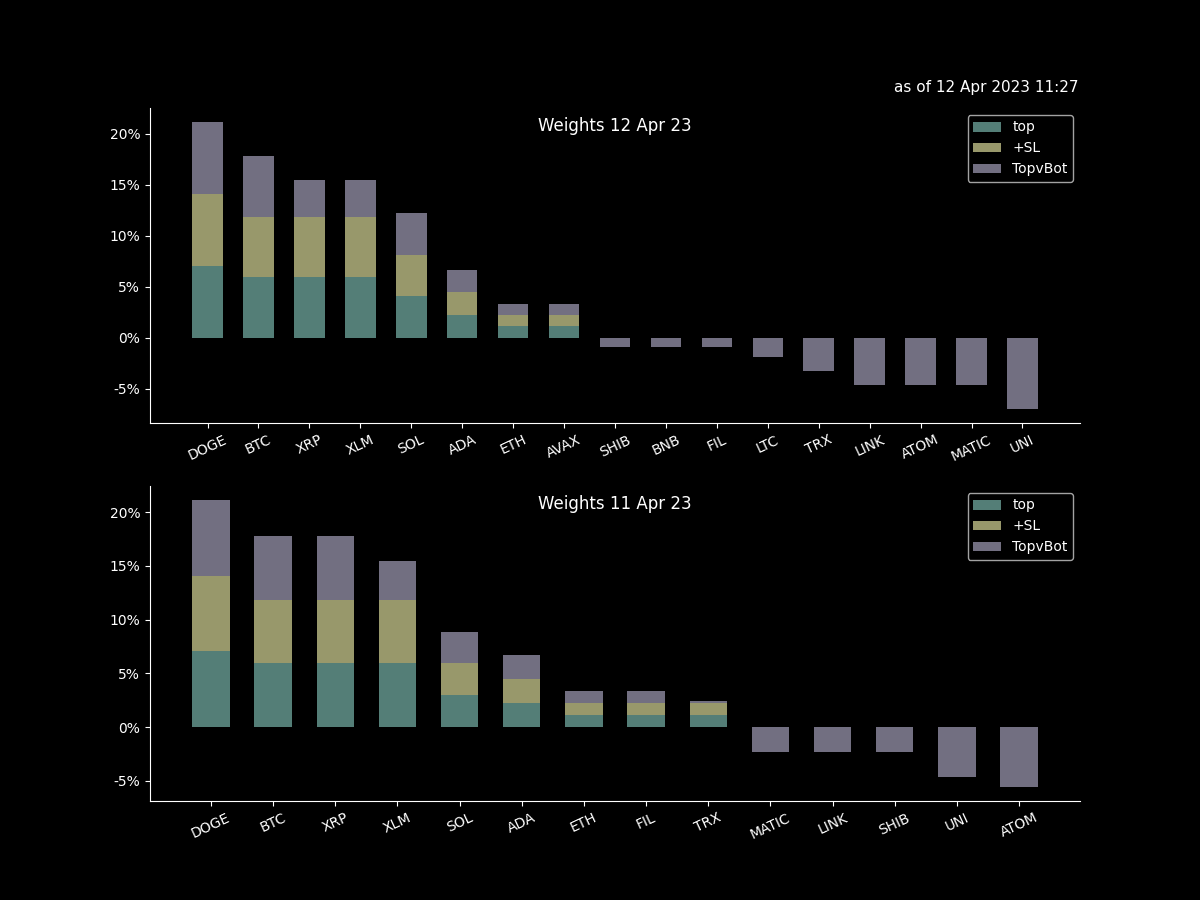 as of 12 Apr 2023 11:27
Weights 12 Apr 23
top
+SL
TopvBot
20%
15%
10%
5%
0%
-5%
DOGE BTC XRP XLM SOL ADA ETH AVAX SHIB BNB FIL LTC TRX LINK ATOM MATIC UNI
Weights 11 Apr 23
top
+SL
TopvBot
20%
15%
10%
5%
0%
-5%
DOGE BTC XRP XLM SOL ADA ETH FIL TRX MATIC LINK SHIB UNI ATOM